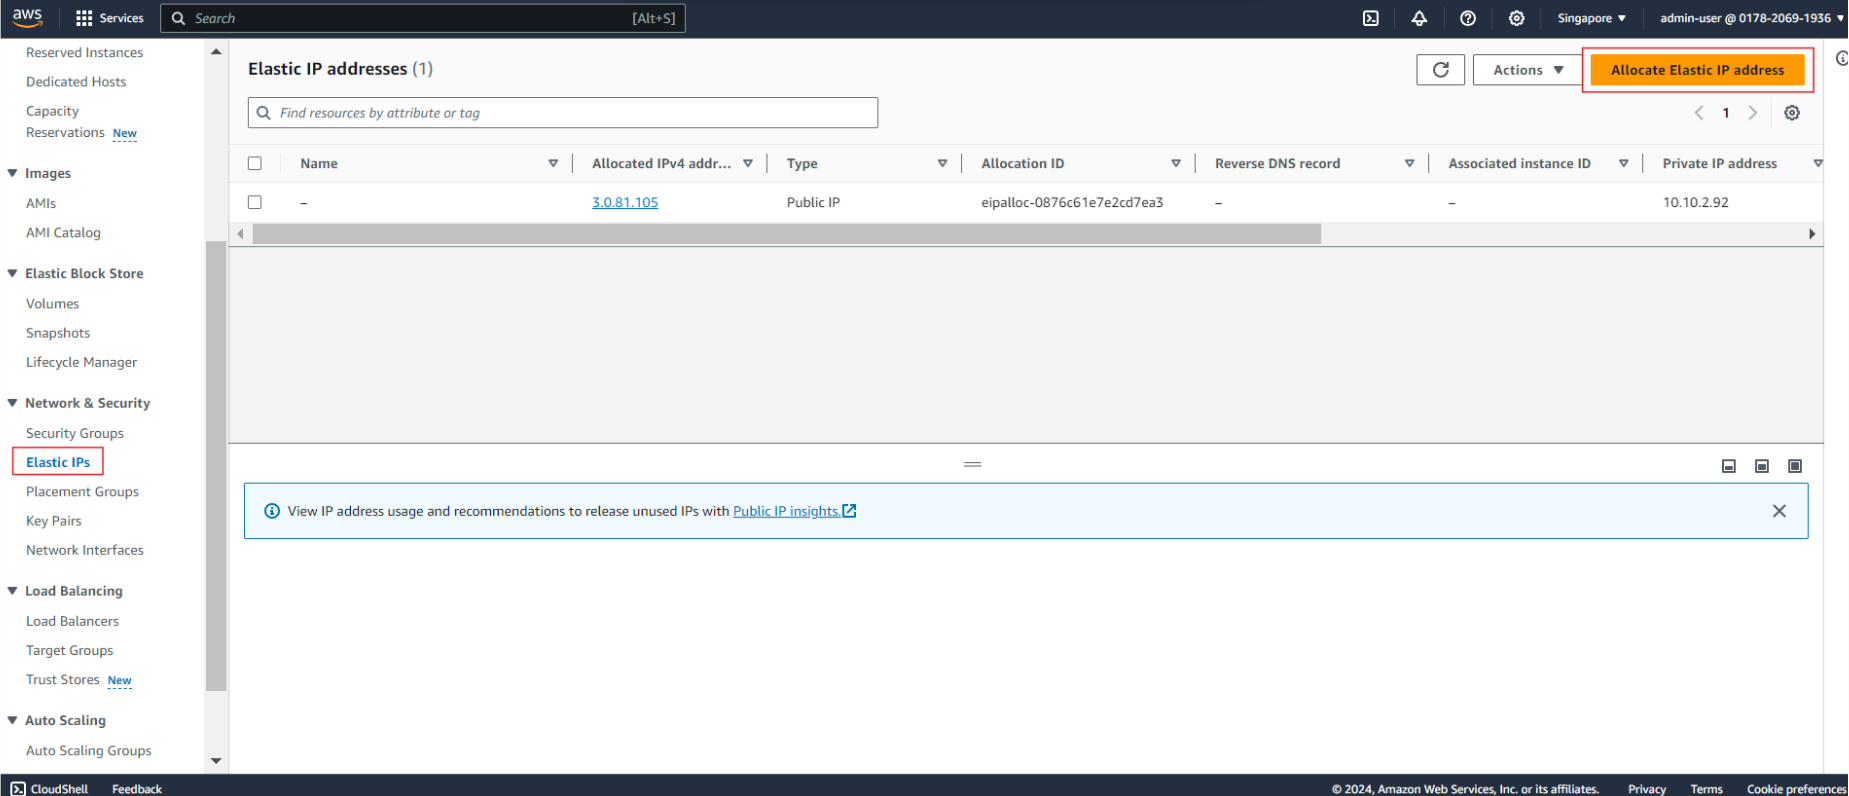 aws Services Search [Alt+S] Singapore admin-user @ 0178-2069-1936
Reserved Instances
Dedicated Hosts
Capacity
Reservations New
Images
AMIs
AMI Catalog
Elastic Block Store
Volumes
Snapshots
Lifecycle Manager
Network & Security
Security Groups
Elastic IPs
Placement Groups
Key Pairs
Network Interfaces
Load Balancing
Load Balancers
Target Groups
Trust Stores New
Auto Scaling
Auto Scaling Groups
Elastic IP addresses (1) Actions Allocate Elastic IP address
Find resources by attribute or tag 1
Name Allocated IPv4 addr... Type Allocation ID Reverse DNS record Associated instance ID Private IP address
– 3.0.81.105 Public IP eipalloc-0876c61e7e2cd7ea3 – – 10.10.2.92
View IP address usage and recommendations to release unused IPs with Public IP insights.
CloudShell Feedback © 2024, Amazon Web Services, Inc. or its affiliates. Privacy Terms Cookie preferences